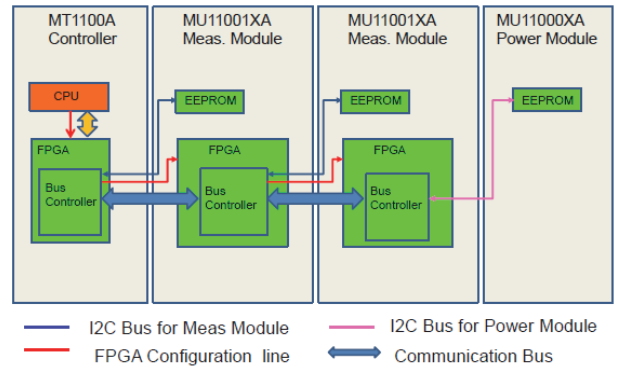 MT1100A
Controller
MU11001XA
Meas. Module
MU11001XA
Meas. Module
MU11000XA
Power Module
CPU
EEPROM
EEPROM
EEPROM
FPGA
FPGA
FPGA
Bus
Controller
Bus
Controller
Bus
Controller
I2C Bus for Meas Module
I2C Bus for Power Module
FPGA Configuration line
Communication Bus